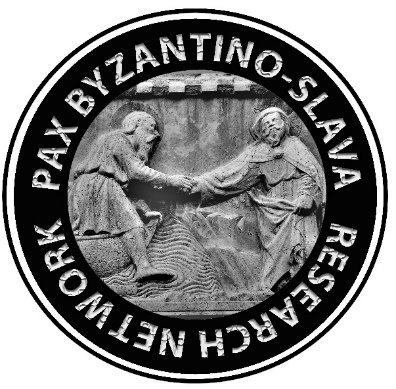 PAX BYZANTINO-SLAVA
RESEARCH NETWORK